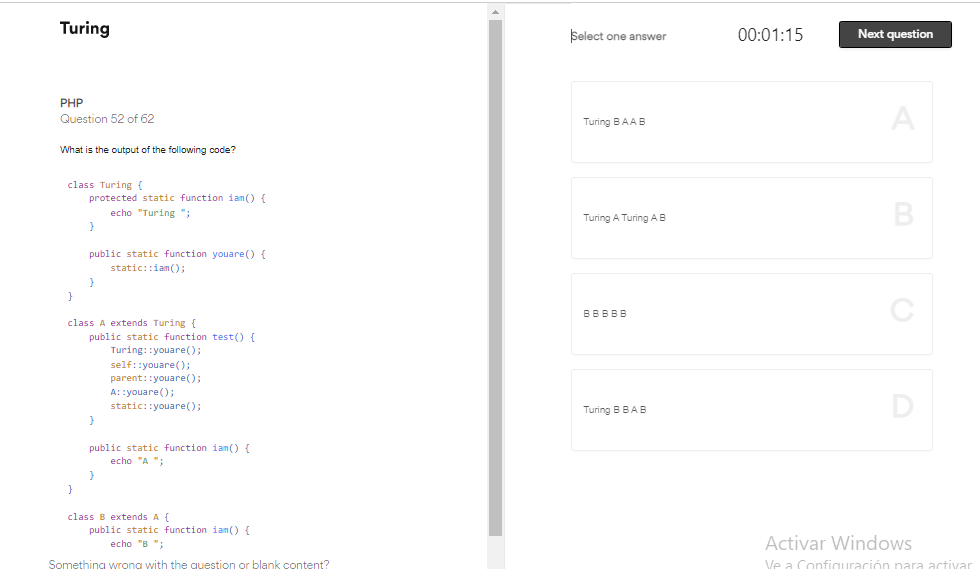 Turing
Select one answer
00:01:15
Next question
PHP
Question 52 of 62
What is the output of the following code?
class Turing {
protected static function iam() {
echo "Turing ";
}
public static function youare() {
static::iam();
}
}
class A extends Turing {
public static function test() {
Turing::youare();
self::youare();
parent::youare();
A::youare();
static::youare();
}
public static function iam() {
echo "A ";
}
}
class B extends A {
public static function iam() {
echo "B ";
Something wrong with the question or blank content?
Turing B A A B
A
Turing A Turing A B
B
B B B B B
C
Turing B B A B
D
Activar Windows
Ve a Configuración para activar